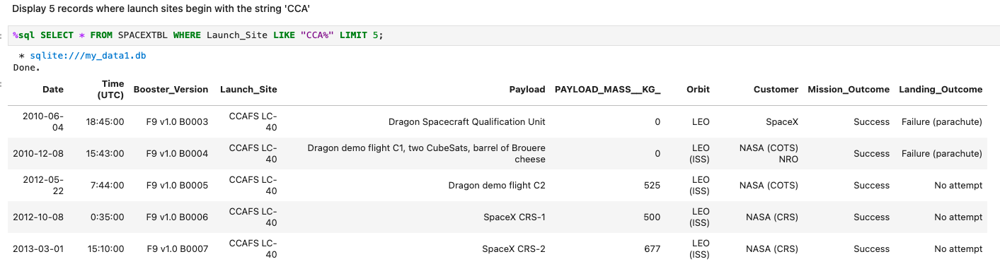 Display 5 records where launch sites begin with the string 'CCA'
%sql SELECT * FROM SPACEXTBL WHERE Launch_Site LIKE "CCA%" LIMIT 5;
* sqlite:///my_data1.db
Done.
Date Time (UTC) Booster_Version Launch_Site Payload PAYLOAD_MASS__KG_ Orbit Customer Mission_Outcome Landing_Outcome
2010-06-04 18:45:00 F9 v1.0 B0003 CCAFS LC-40 Dragon Spacecraft Qualification Unit 0 LEO SpaceX Success Failure (parachute)
2010-12-08 15:43:00 F9 v1.0 B0004 CCAFS LC-40 Dragon demo flight C1, two CubeSats, barrel of Brouere cheese 0 LEO (ISS) NASA (COTS) NRO Success Failure (parachute)
2012-05-22 7:44:00 F9 v1.0 B0005 CCAFS LC-40 Dragon demo flight C2 525 LEO (ISS) NASA (COTS) Success No attempt
2012-10-08 0:35:00 F9 v1.0 B0006 CCAFS LC-40 SpaceX CRS-1 500 LEO (ISS) NASA (CRS) Success No attempt
2013-03-01 15:10:00 F9 v1.0 B0007 CCAFS LC-40 SpaceX CRS-2 677 LEO (ISS) NASA (CRS) Success No attempt